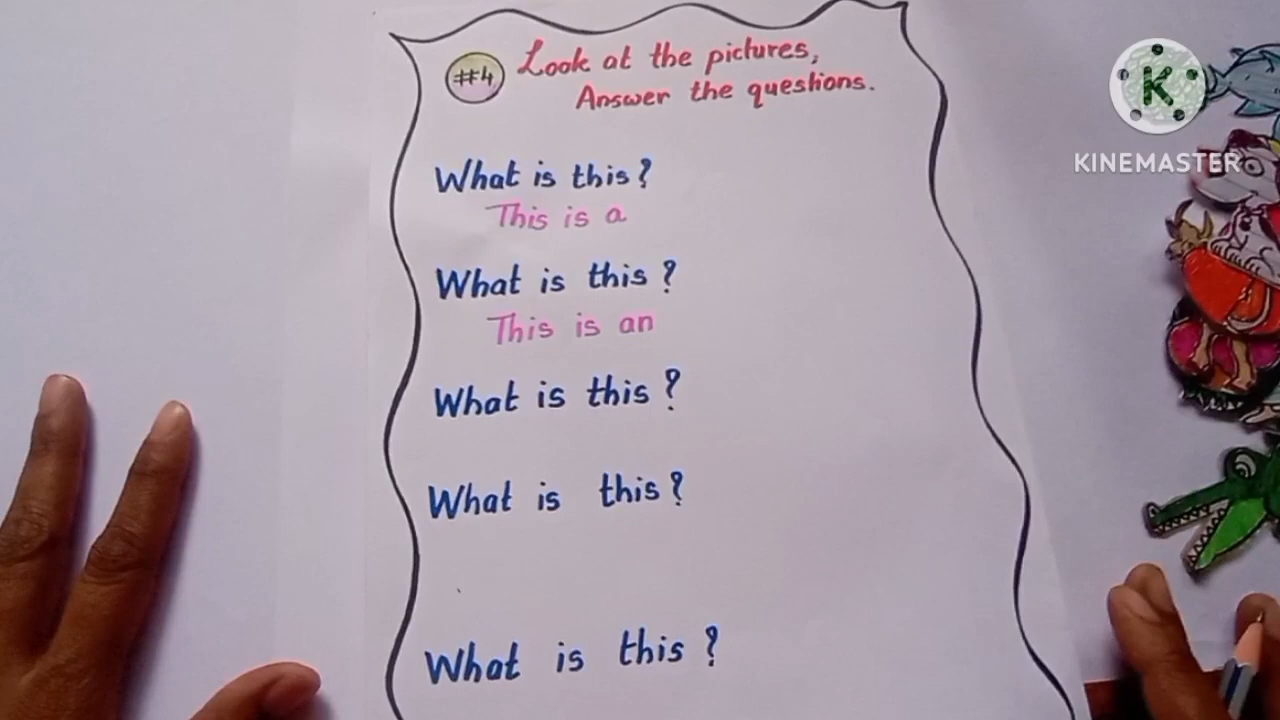 #4 Look at the pictures,
Answer the questions.
K
KINEMASTER
What is this?
This is a
What is this?
This is an
What is this?
What is this?
What is this?